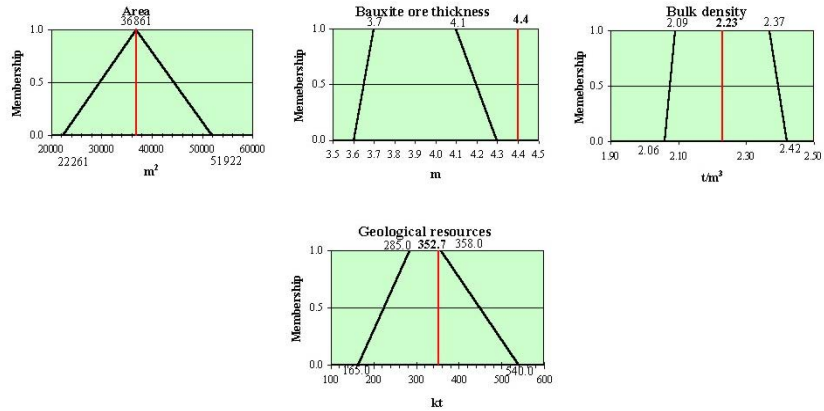 Area
36861
Membership
1.0
0.5
0.0
20000 30000 40000 50000 60000
22261 51922
m²
Bauxite ore thickness
3.7 4.1 4.4
Memebership
1.0
0.5
0.0
3.5 3.6 3.7 3.8 3.9 4.0 4.1 4.2 4.3 4.4 4.5
m
Bulk density
2.09 2.23 2.37
Memebership
1.0
0.5
0.0
1.90 2.10 2.30 2.50
2.06 2.42
t/m³
Geological resources
285.0 352.7 358.0
Membership
1.0
0.5
0.0
165.0 540.0
100 200 300 400 500 600
kt